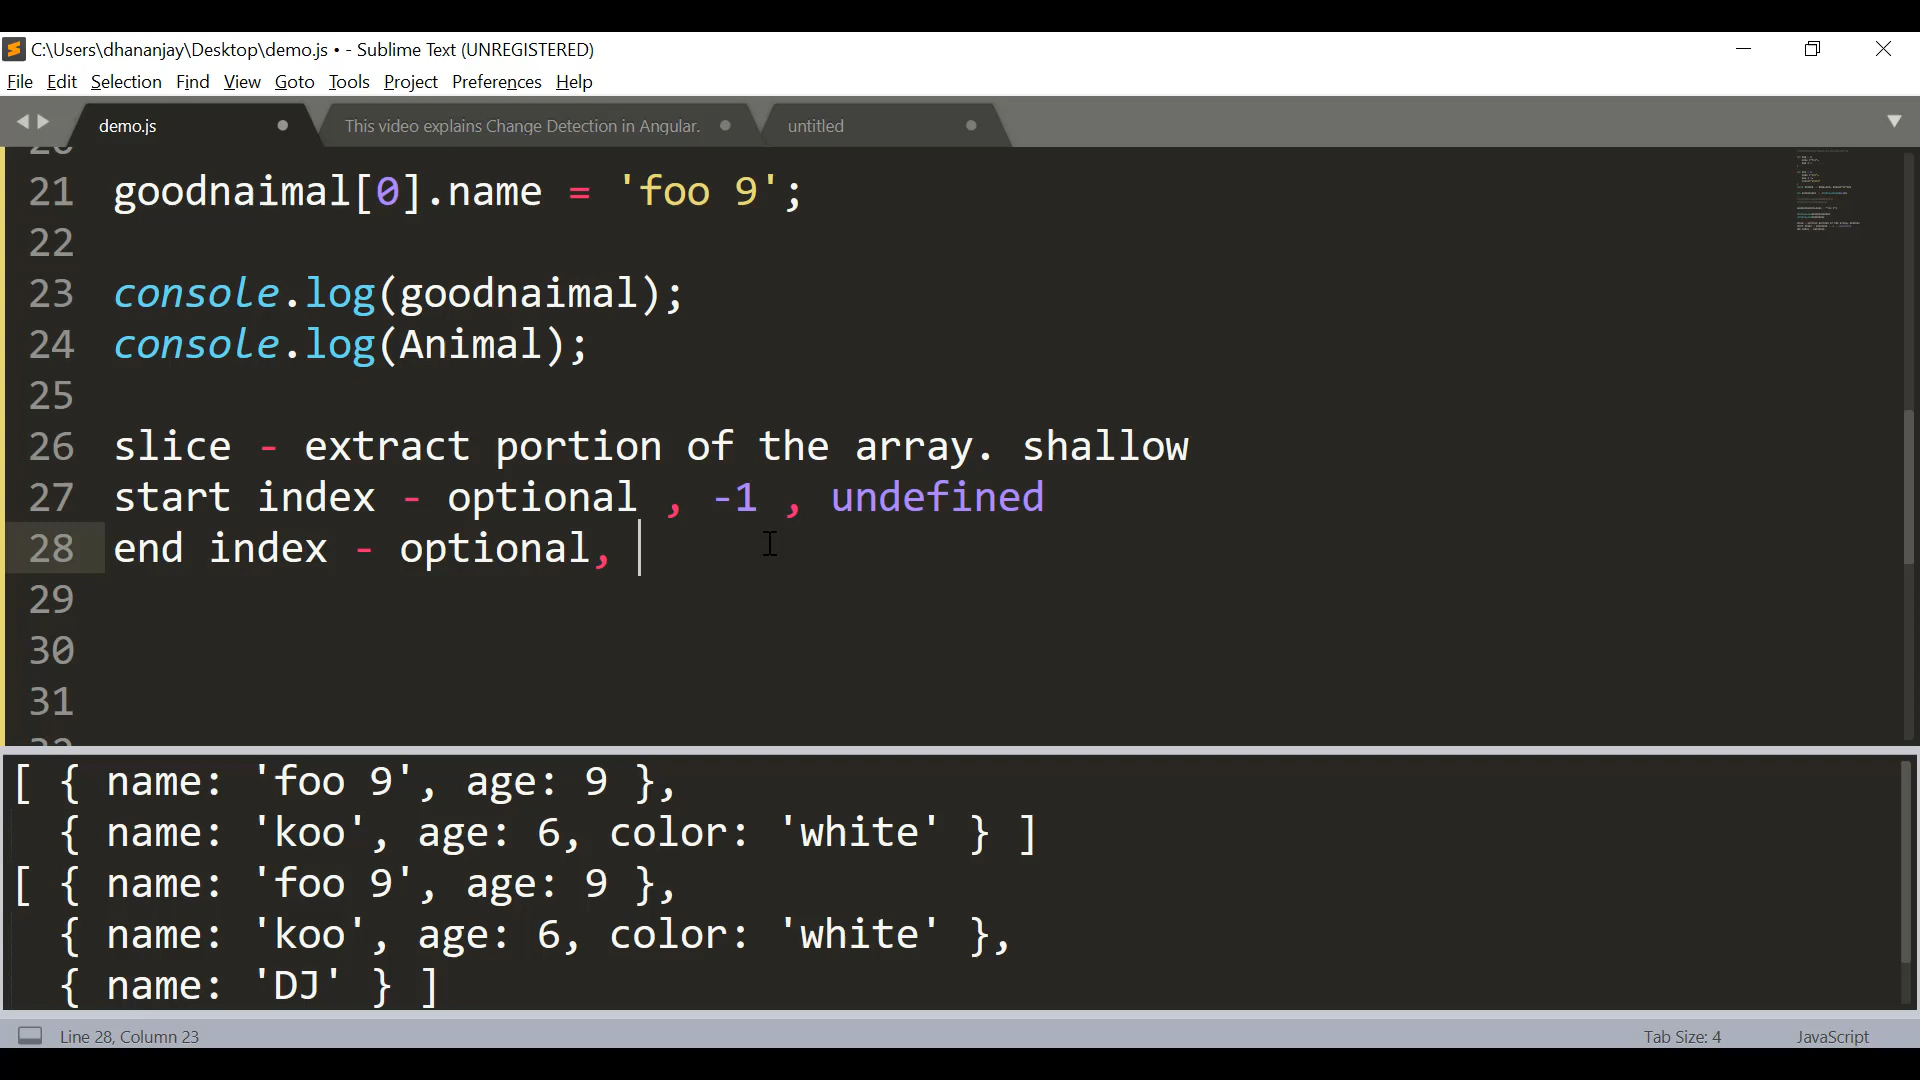 C:\Users\dhananjay\Desktop\demo.js • - Sublime Text (UNREGISTERED)
File Edit Selection Find View Goto Tools Project Preferences Help
demo.js This video explains Change Detection in Angular. untitled
21 goodnaimal[0].name = 'foo 9';
22
23 console.log(goodnaimal);
24 console.log(Animal);
25
26 slice - extract portion of the array. shallow
27 start index - optional , -1 , undefined
28 end index - optional,
29
30
31
[ { name: 'foo 9', age: 9 },
{ name: 'koo', age: 6, color: 'white' } ]
[ { name: 'foo 9', age: 9 },
{ name: 'koo', age: 6, color: 'white' },
{ name: 'DJ' } ]
Line 28, Column 23 Tab Size: 4 JavaScript